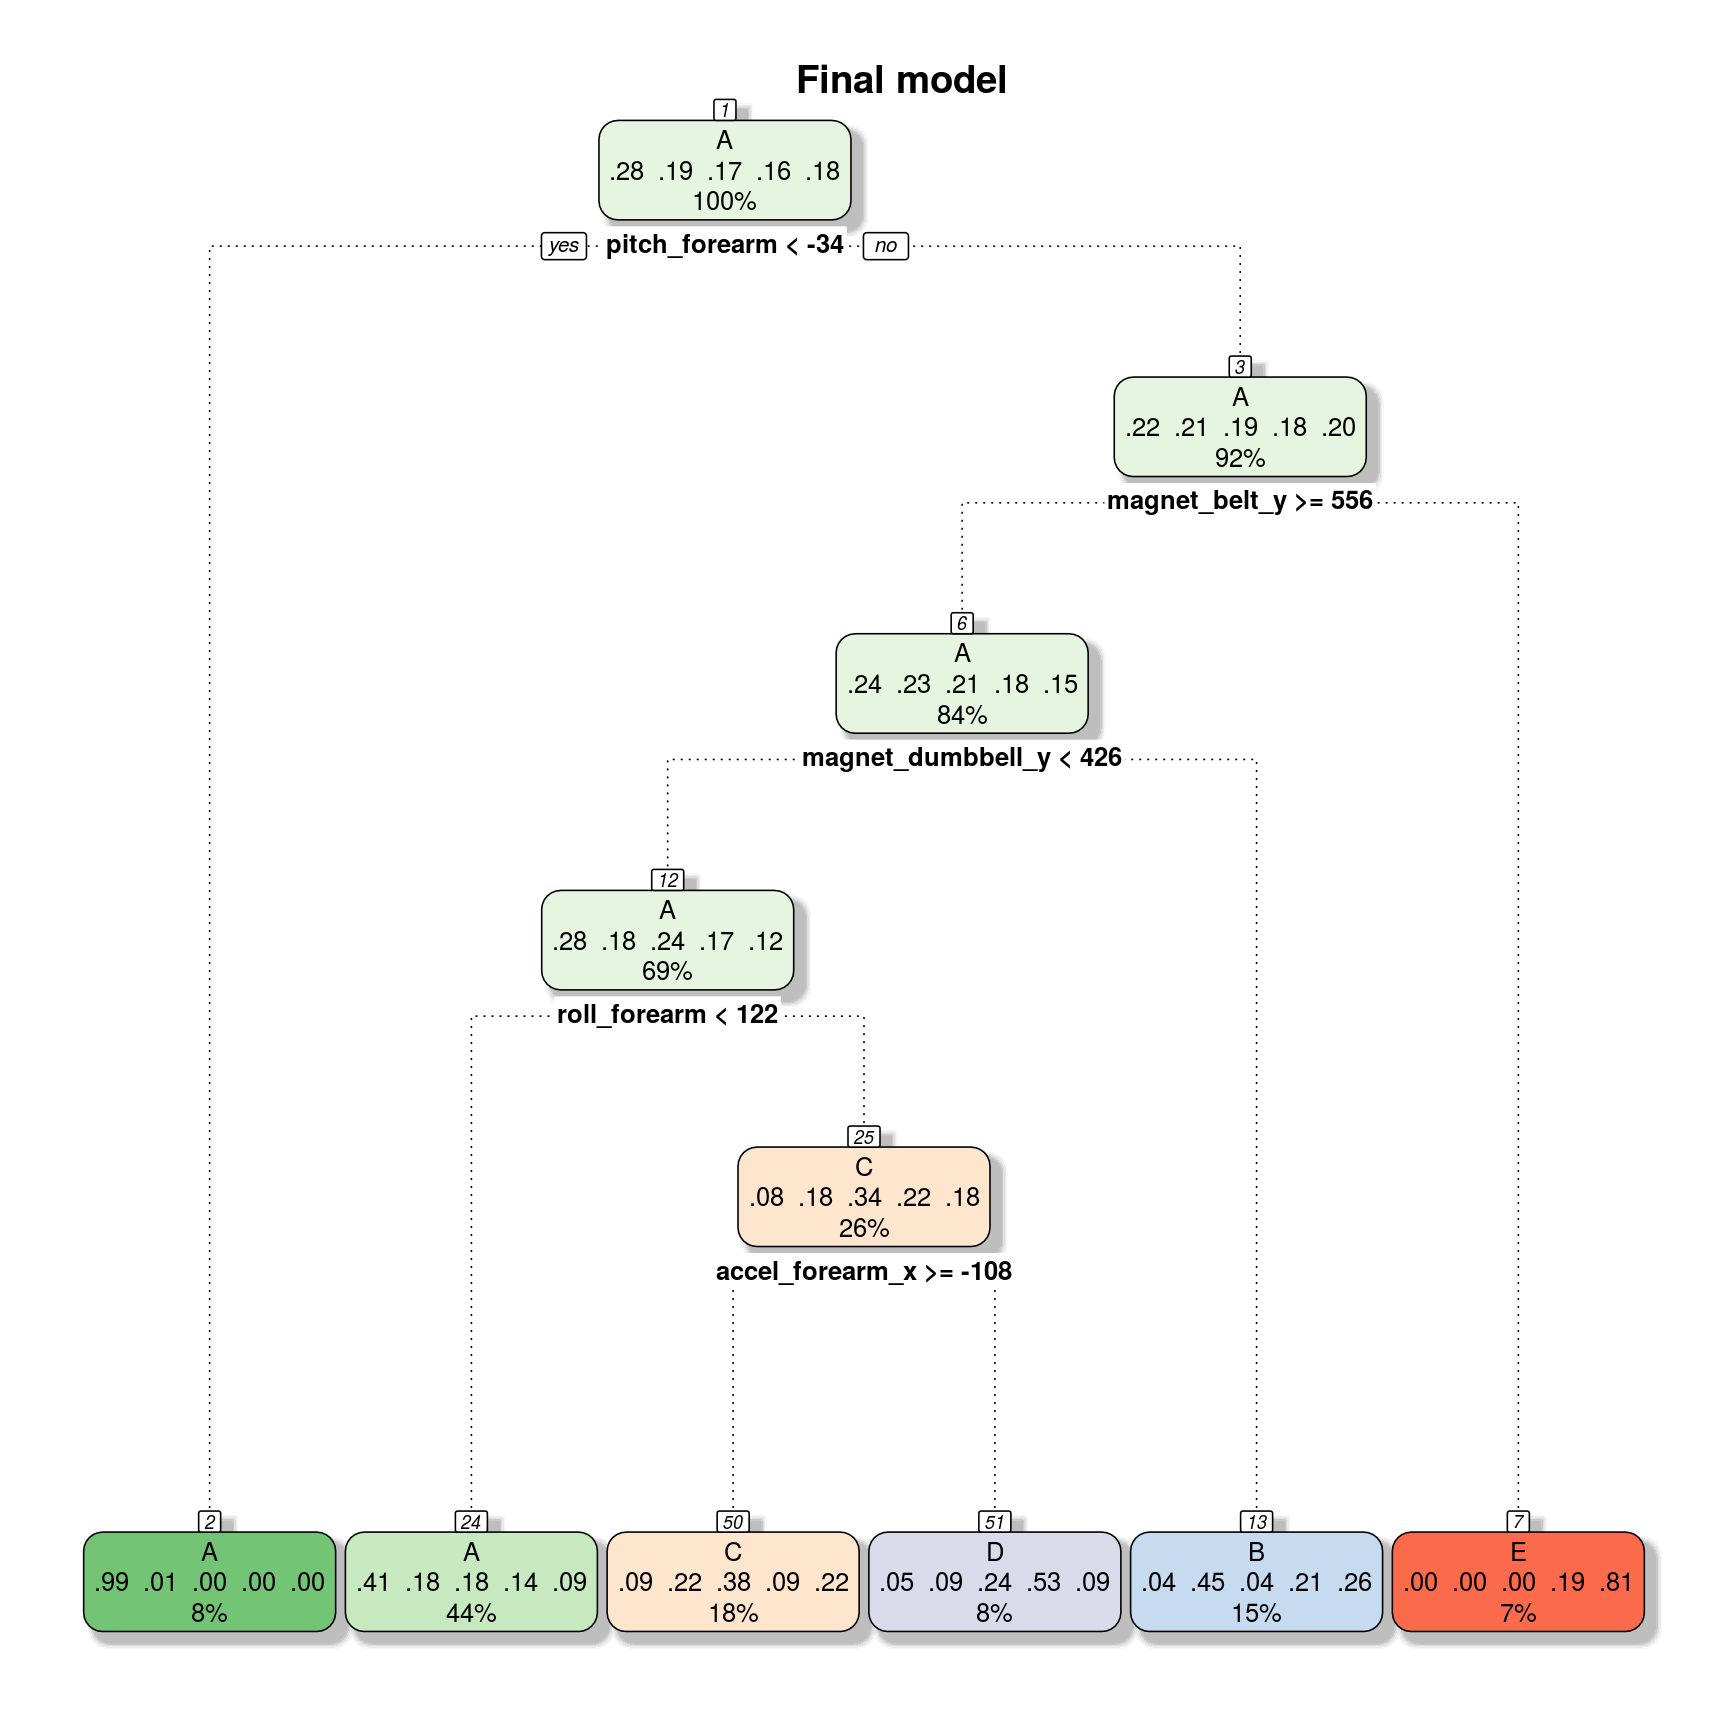 Final model
1
A
.28 .19 .17 .16 .18
100%
yes pitch_forearm < -34 no
3
A
.22 .21 .19 .18 .20
92%
magnet_belt_y >= 556
6
A
.24 .23 .21 .18 .15
84%
magnet_dumbbell_y < 426
12
A
.28 .18 .24 .17 .12
69%
roll_forearm < 122
25
C
.08 .18 .34 .22 .18
26%
accel_forearm_x >= -108
2
A
.99 .01 .00 .00 .00
8%
24
A
.41 .18 .18 .14 .09
44%
50
C
.09 .22 .38 .09 .22
18%
51
D
.05 .09 .24 .53 .09
8%
13
B
.04 .45 .04 .21 .26
15%
7
E
.00 .00 .00 .19 .81
7%